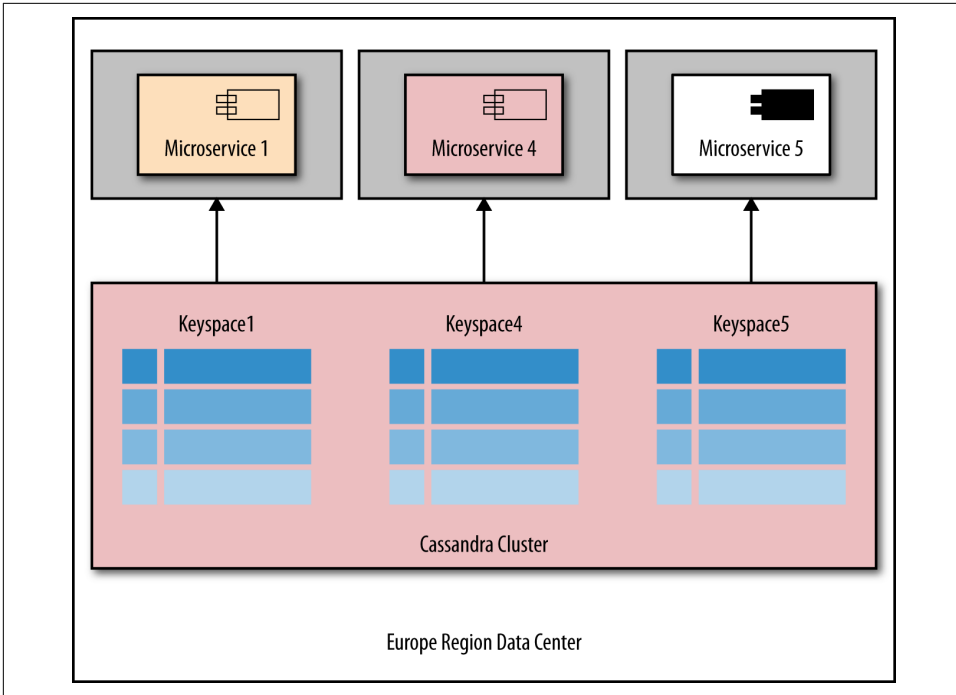 Microservice 1
Microservice 4
Microservice 5
Keyspace1
Keyspace4
Keyspace5
Cassandra Cluster
Europe Region Data Center